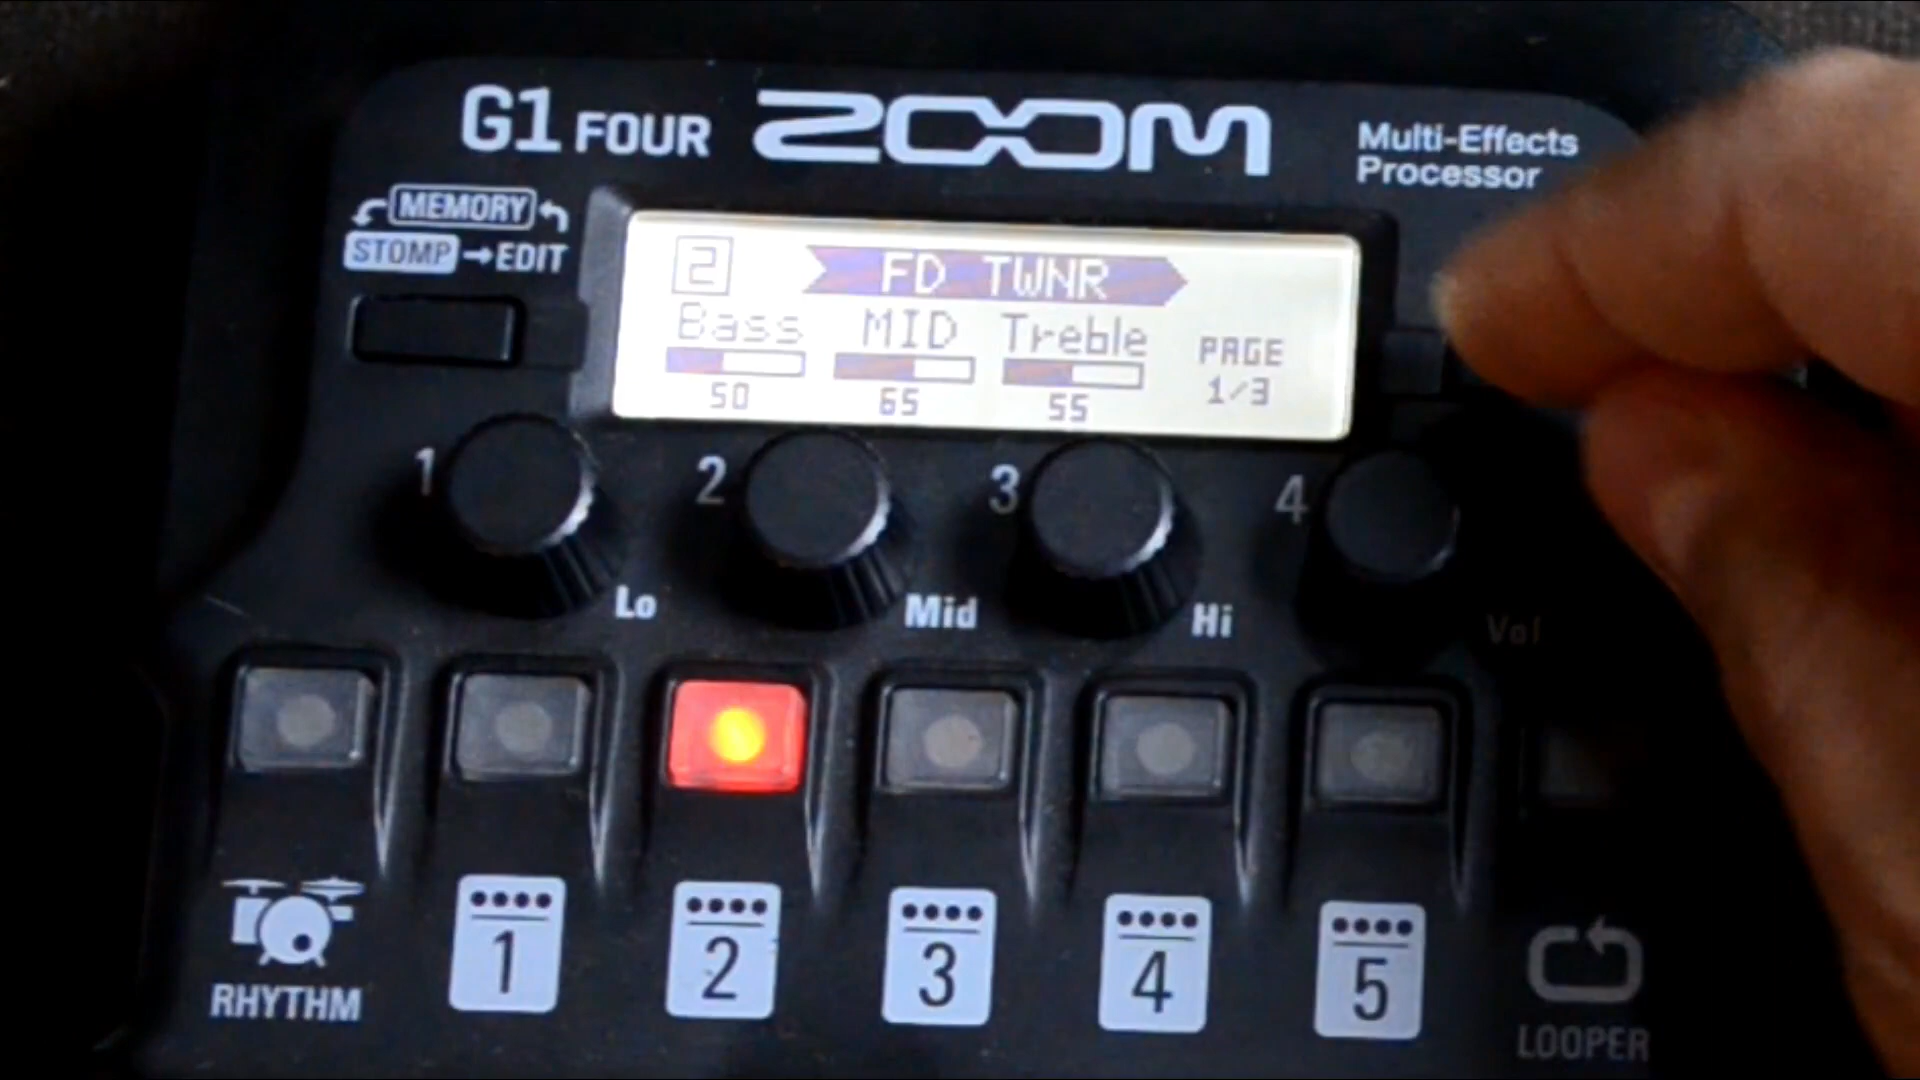 G1 FOUR ZOOM Multi-Effects Processor
MEMORY
STOMP→EDIT
2 FD TWNR
Bass MID Treble PAGE
50 65 55 1/3
1 2 3 4
Lo Mid Hi Vol
1 2 3 4 5
RHYTHM LOOPER